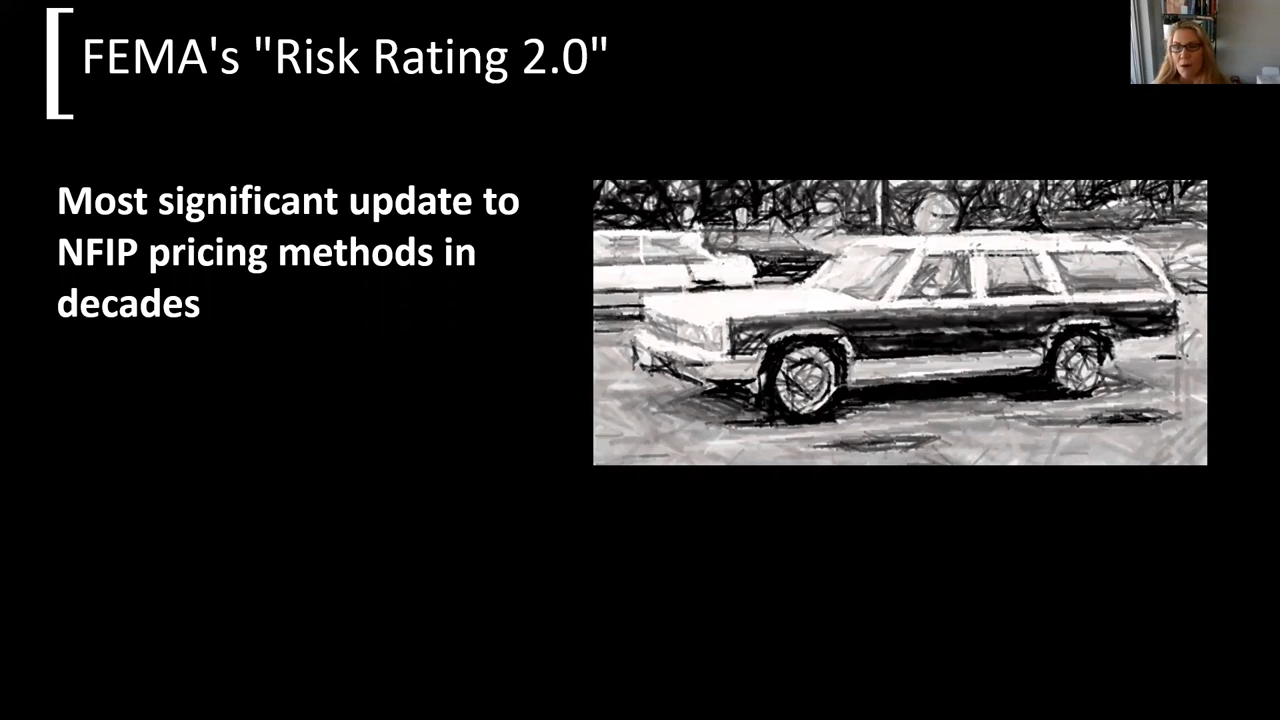 FEMA's "Risk Rating 2.0"
Most significant update to
NFIP pricing methods in
decades